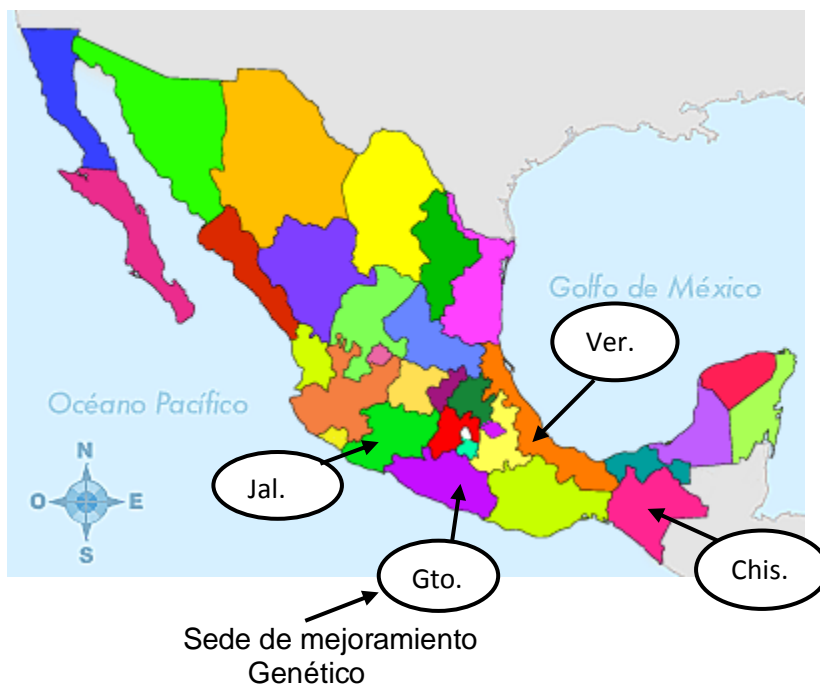 Golfo de México
Ver.
Océano Pacífico
N
O
E
S
Jal.
Gto.
Chis.
Sede de mejoramiento
Genético